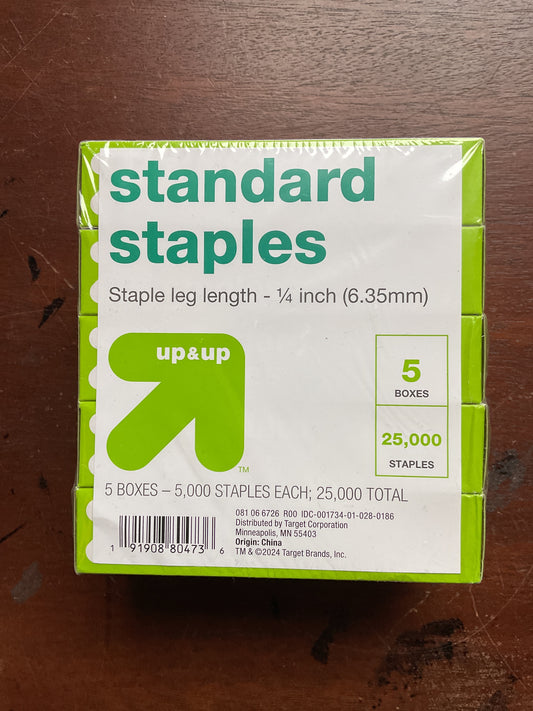 standard
staples
Staple leg length - ¼ inch (6.35mm)
up&up
TM
5
BOXES
25,000
STAPLES
5 BOXES – 5,000 STAPLES EACH; 25,000 TOTAL
081 06 6726 R00 IDC-001734-01-028-0186
Distributed by Target Corporation
Minneapolis, MN 55403
Origin: China
TM & ©2024 Target Brands, Inc.
1 91908 80473 6